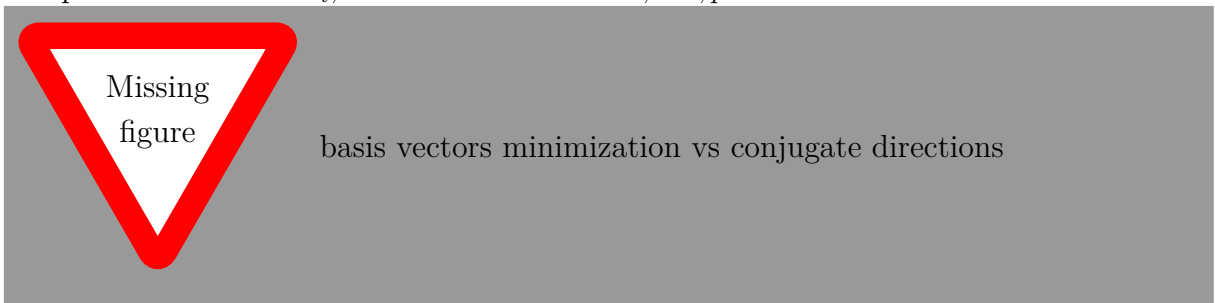 Missing
figure
basis vectors minimization vs conjugate directions